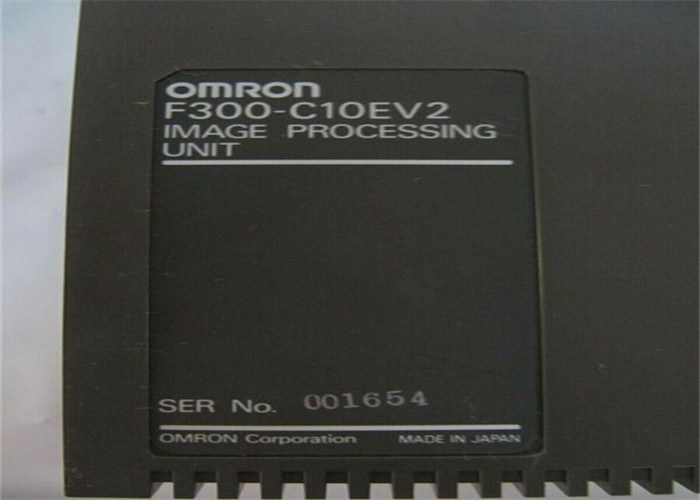 OMRON
F300-C10EV2
IMAGE PROCESSING
UNIT
SER No. 001654
OMRON Corporation MADE IN JAPAN